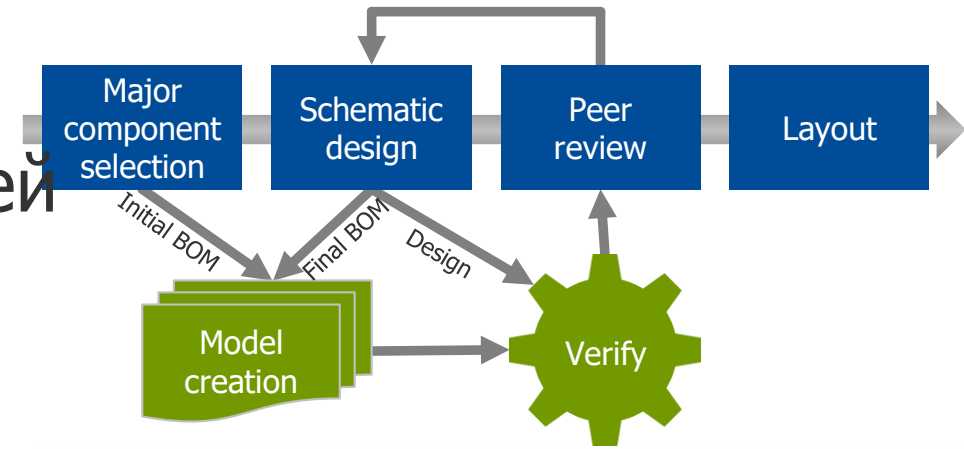 Major
component
selection
Schematic
design
Peer
review
Layout
ей
Initial BOM
Final BOM
Design
Model
creation
Verify